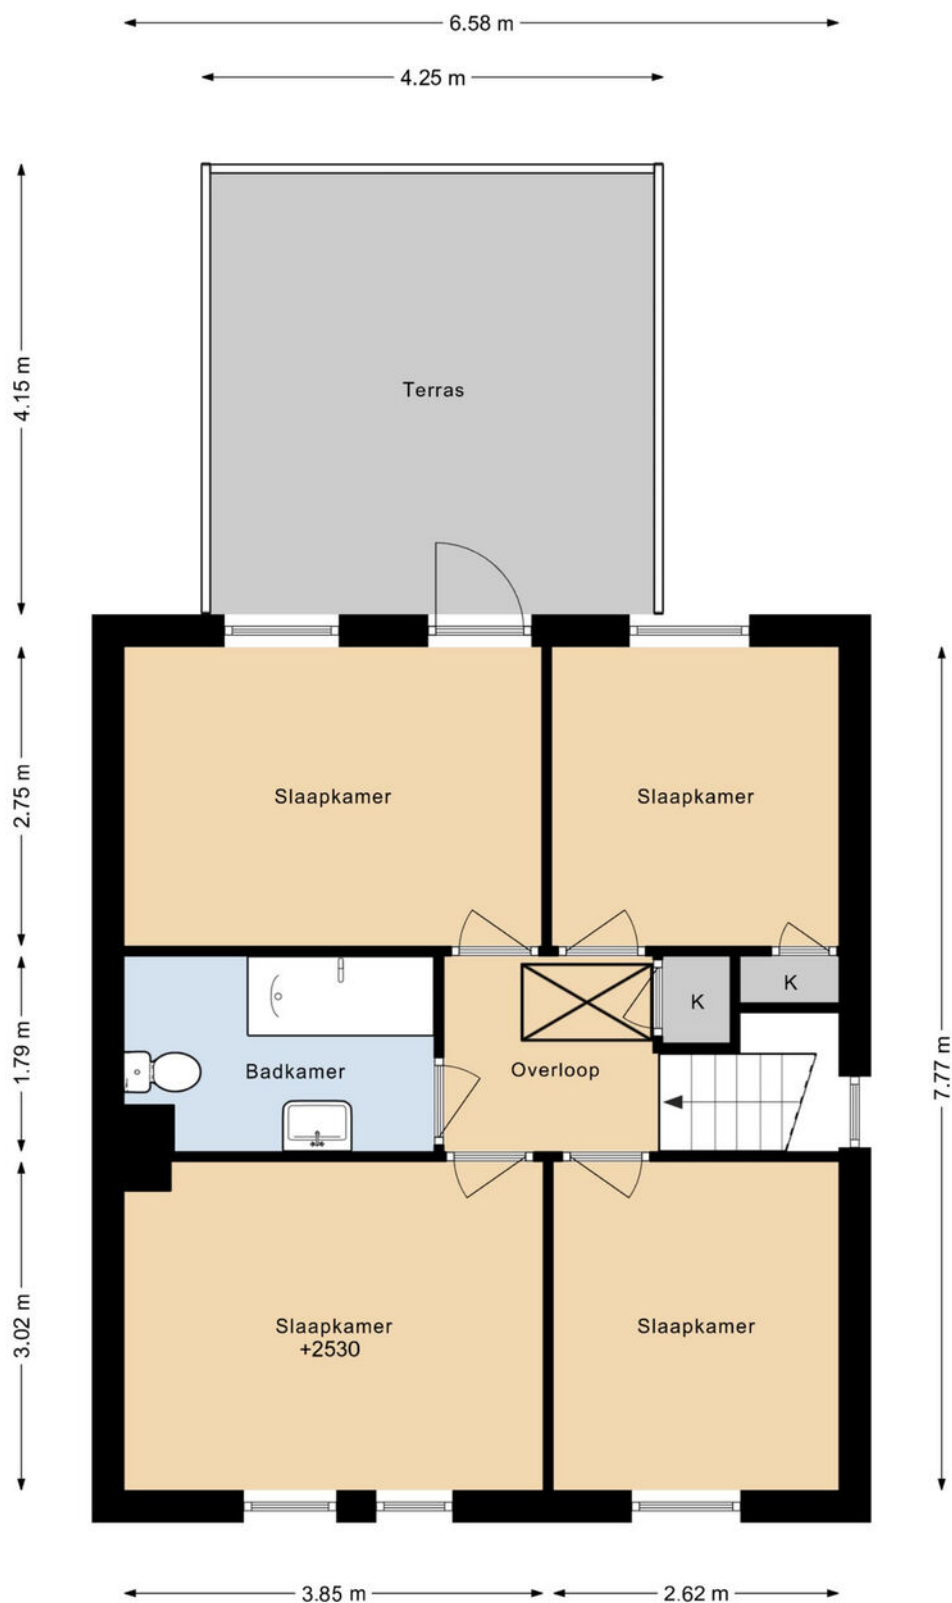 6.58 m
4.25 m
4.15 m
Terras
2.75 m
Slaapkamer
Slaapkamer
1.79 m
K
K
Badkamer
Overloop
7.77 m
3.02 m
Slaapkamer
+2530
Slaapkamer
3.85 m
2.62 m